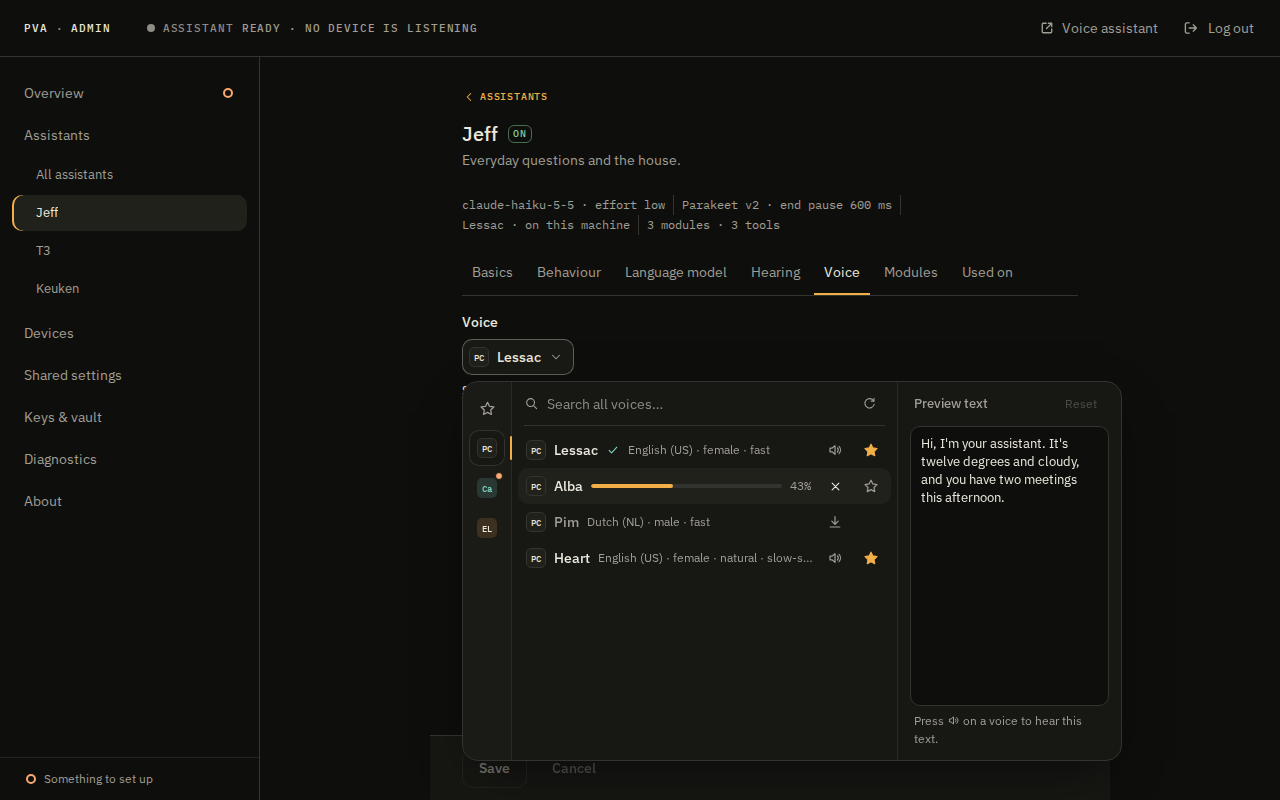 PVA · ADMIN
ASSISTANT READY · NO DEVICE IS LISTENING
Voice assistant
Log out
Overview
Assistants
All assistants
Jeff
T3
Keuken
Devices
Shared settings
Keys & vault
Diagnostics
About
Something to set up
ASSISTANTS
Jeff
ON
Everyday questions and the house.
claude-haiku-5-5 · effort low
Parakeet v2 · end pause 600 ms
Lessac · on this machine
3 modules · 3 tools
Basics
Behaviour
Language model
Hearing
Voice
Modules
Used on
Voice
PC Lessac
Search all voices...
PC
Ca
EL
PC Lessac English (US) · female · fast
PC Alba 43%
PC Pim Dutch (NL) · male · fast
PC Heart English (US) · female · natural · slow-s...
Preview text
Reset
Hi, I'm your assistant. It's
twelve degrees and cloudy,
and you have two meetings
this afternoon.
Press on a voice to hear this
text.
Save
Cancel